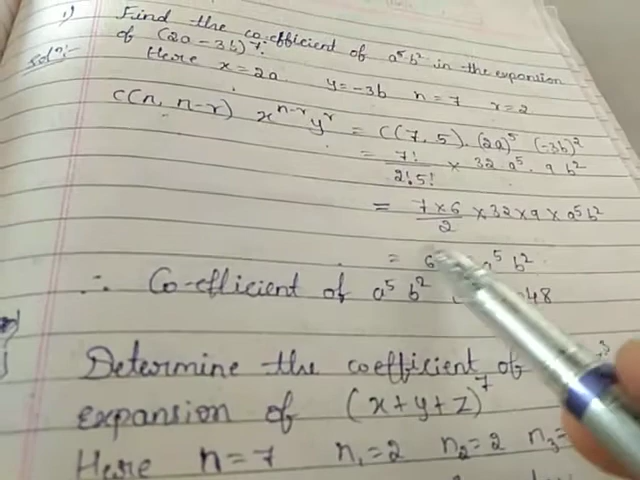 1) Find the co-efficient of a⁵b² in the expansion
of (2a - 3b)⁷.
Solⁿ:- Here x = 2a y = -3b n = 7 r = 2
C(n, n-r) x^(n-r) y^r = C(7, 5) . (2a)⁵ (-3b)²
= 7!/2!5! × 32 a⁵ . 9 b²
= 7×6/2 × 32 × 9 × a⁵b²
= 6 a⁵ b²
∴ Co-efficient of a⁵ b² 48
Determine the coefficient of
expansion of (x+y+z)⁷
Here n = 7 n₁=2 n₂=2 n₃=